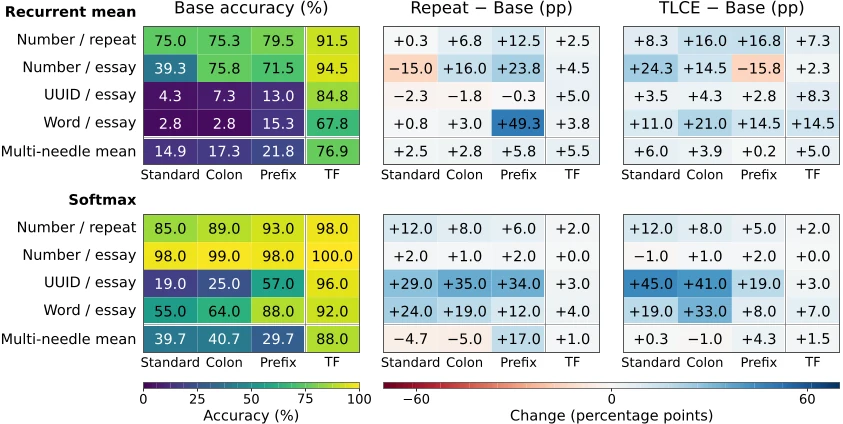 Recurrent mean
Base accuracy (%)
Repeat − Base (pp)
TLCE − Base (pp)
Number / repeat 75.0 75.3 79.5 91.5 +0.3 +6.8 +12.5 +2.5 +8.3 +16.0 +16.8 +7.3
Number / essay 39.3 75.8 71.5 94.5 −15.0 +16.0 +23.8 +4.5 +24.3 +14.5 −15.8 +2.3
UUID / essay 4.3 7.3 13.0 84.8 −2.3 −1.8 −0.3 +5.0 +3.5 +4.3 +2.8 +8.3
Word / essay 2.8 2.8 15.3 67.8 +0.8 +3.0 +49.3 +3.8 +11.0 +21.0 +14.5 +14.5
Multi-needle mean 14.9 17.3 21.8 76.9 +2.5 +2.8 +5.8 +5.5 +6.0 +3.9 +0.2 +5.0
Standard Colon Prefix TF Standard Colon Prefix TF Standard Colon Prefix TF
Softmax
Number / repeat 85.0 89.0 93.0 98.0 +12.0 +8.0 +6.0 +2.0 +12.0 +8.0 +5.0 +2.0
Number / essay 98.0 99.0 98.0 100.0 +2.0 +1.0 +2.0 +0.0 −1.0 +1.0 +2.0 +0.0
UUID / essay 19.0 25.0 57.0 96.0 +29.0 +35.0 +34.0 +3.0 +45.0 +41.0 +19.0 +3.0
Word / essay 55.0 64.0 88.0 92.0 +24.0 +19.0 +12.0 +4.0 +19.0 +33.0 +8.0 +7.0
Multi-needle mean 39.7 40.7 29.7 88.0 −4.7 −5.0 +17.0 +1.0 +0.3 −1.0 +4.3 +1.5
Standard Colon Prefix TF Standard Colon Prefix TF Standard Colon Prefix TF
0 25 50 75 100
Accuracy (%)
−60 0 60
Change (percentage points)